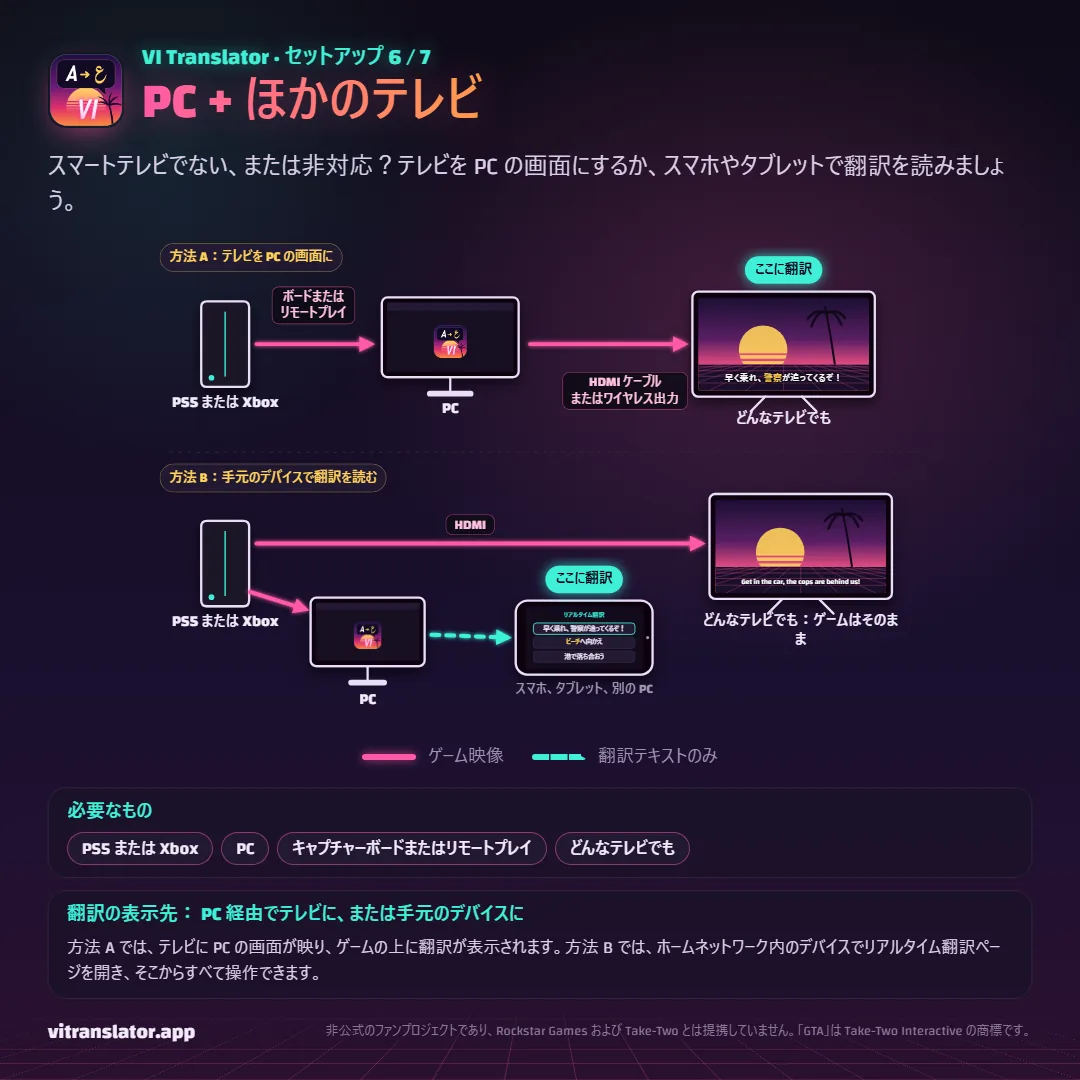 A→ع
VI
VI Translator · セットアップ 6 / 7
PC + ほかのテレビ
スマートテレビでない、または非対応？テレビを PC の画面にするか、スマホやタブレットで翻訳を読みましょ
う。
方法 A：テレビを PC の画面に
ボードまたは
リモートプレイ
PS5 または Xbox
A→ع
VI
PC
HDMI ケーブル
またはワイヤレス出力
ここに翻訳
早く乗れ、警察が迫ってくるぞ！
どんなテレビでも
方法 B：手元のデバイスで翻訳を読む
HDMI
PS5 または Xbox
A→ع
VI
PC
ここに翻訳
リアルタイム翻訳
早く乗れ、警察が迫ってくるぞ！
ビーチへ向かえ
港で落ち合おう
スマホ、タブレット、別の PC
Get in the car, the cops are behind us!
どんなテレビでも：ゲームはそのま
ま
ゲーム映像
翻訳テキストのみ
必要なもの
PS5 または Xbox
PC
キャプチャーボードまたはリモートプレイ
どんなテレビでも
翻訳の表示先： PC 経由でテレビに、または手元のデバイスに
方法 A では、テレビに PC の画面が映り、ゲームの上に翻訳が表示されます。方法 B では、ホームネットワーク内のデバイスでリアルタイム翻訳ペー
ジを開き、そこからすべて操作できます。
vitranslator.app
非公式のファンプロジェクトであり、Rockstar Games および Take-Two とは提携していません。「GTA」は Take-Two Interactive の商標です。